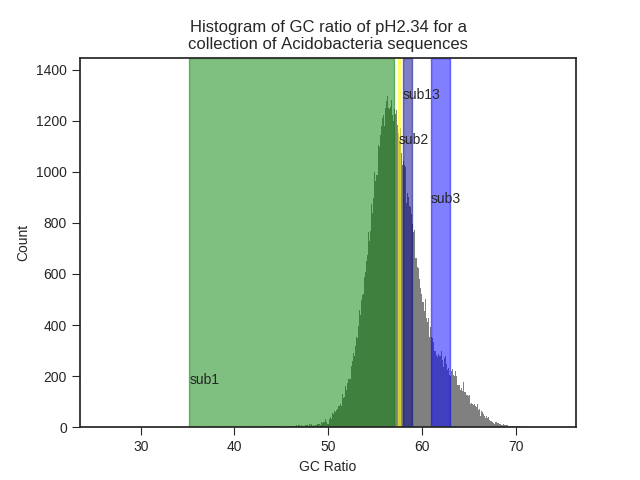 Histogram of GC ratio of pH2.34 for a
collection of Acidobacteria sequences
1400
1200
1000
800
600
400
200
0
Count
sub13
sub2
sub3
sub1
30 40 50 60 70
GC Ratio